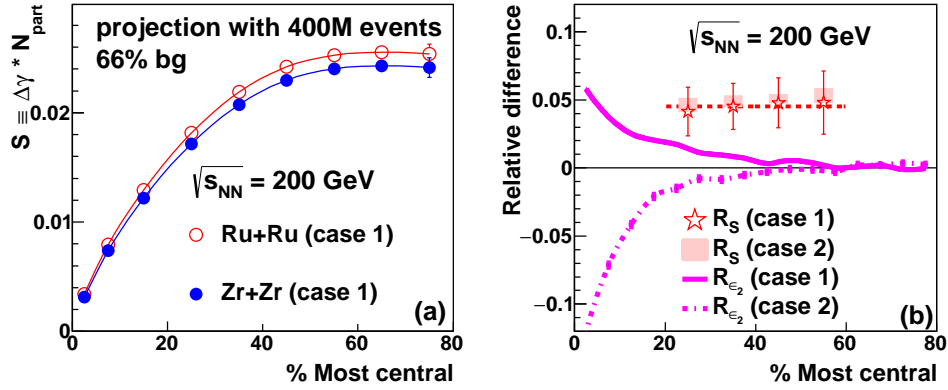 projection with 400M events
66% bg
S ≡ Δγ * N_part
0.02
0.01
0
√s_NN = 200 GeV
Ru+Ru (case 1)
Zr+Zr (case 1)
(a)
0 20 40 60 80
% Most central
√s_NN = 200 GeV
Relative difference
0.1
0.05
0
−0.05
−0.1
R_S (case 1)
R_S (case 2)
R_ϵ₂ (case 1)
R_ϵ₂ (case 2)
(b)
0 20 40 60 80
% Most central